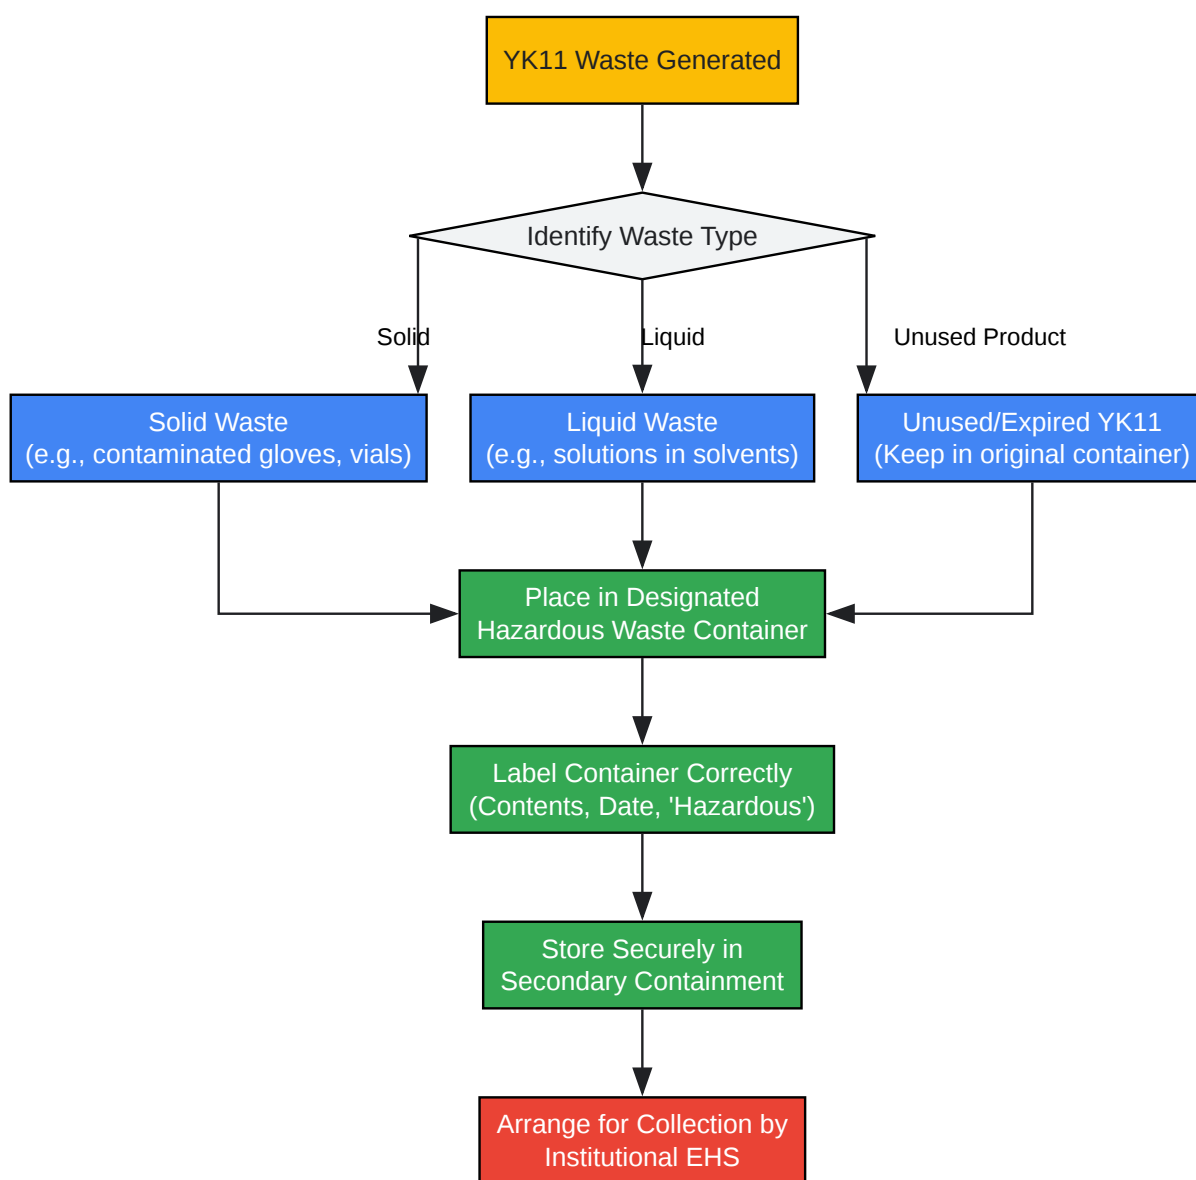 YK11 Waste Generated
Identify Waste Type
Solid
Liquid
Unused Product
Solid Waste
(e.g., contaminated gloves, vials)
Liquid Waste
(e.g., solutions in solvents)
Unused/Expired YK11
(Keep in original container)
Place in Designated
Hazardous Waste Container
Label Container Correctly
(Contents, Date, 'Hazardous')
Store Securely in
Secondary Containment
Arrange for Collection by
Institutional EHS